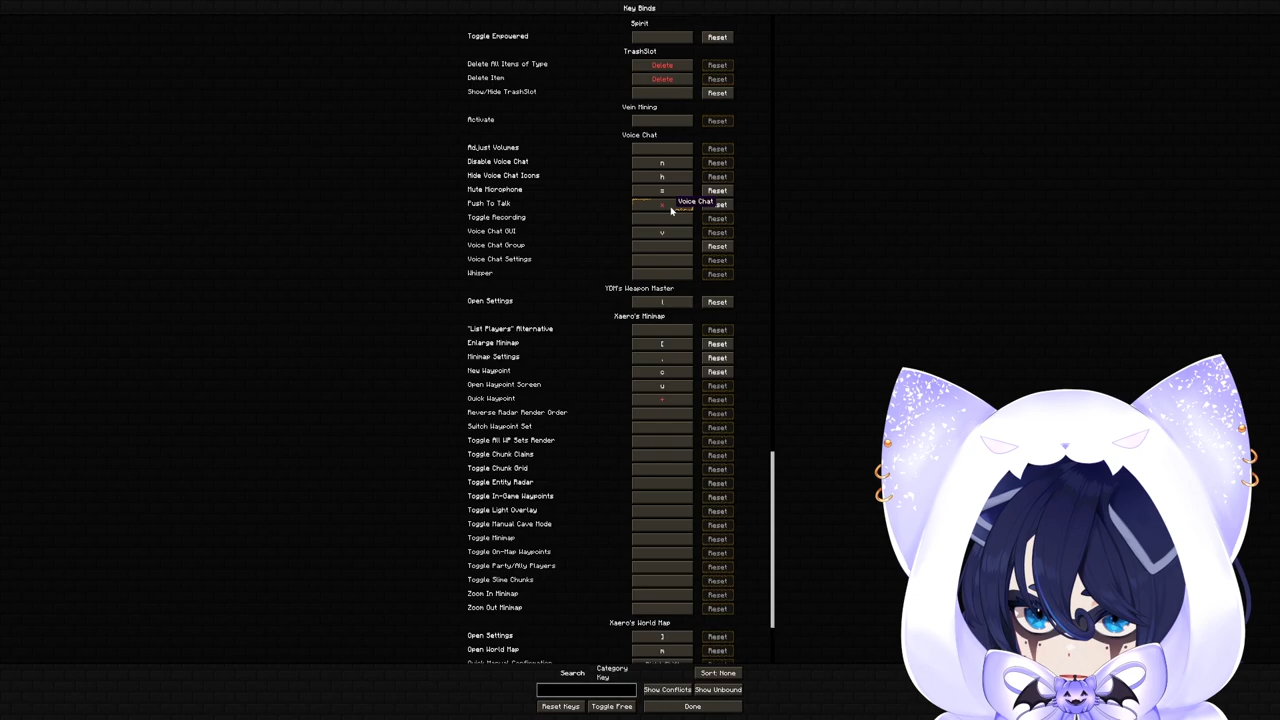 Key Binds
Spirit
Toggle Empowered Reset
TrashSlot
Delete All Items of Type Delete Reset
Delete Item Delete Reset
Show/Hide TrashSlot Reset
Vein Mining
Activate Reset
Voice Chat
Adjust Volumes Reset
Disable Voice Chat n Reset
Hide Voice Chat Icons h Reset
Mute Microphone Reset
Push To Talk Voice Chat set
Toggle Recording Reset
Voice Chat GUI v Reset
Voice Chat Group Reset
Voice Chat Settings Reset
Whisper Reset
YDM's Weapon Master
Open Settings l Reset
Xaero's Minimap
"List Players" Alternative Reset
Enlarge Minimap [ Reset
Minimap Settings , Reset
New Waypoint c Reset
Open Waypoint Screen u Reset
Quick Waypoint + Reset
Reverse Radar Render Order Reset
Switch Waypoint Set Reset
Toggle All WP Sets Render Reset
Toggle Chunk Claims Reset
Toggle Chunk Grid Reset
Toggle Entity Radar Reset
Toggle In-Game Waypoints Reset
Toggle Light Overlay Reset
Toggle Manual Cave Mode Reset
Toggle Minimap Reset
Toggle On-Map Waypoints Reset
Toggle Party/Ally Players Reset
Toggle Slime Chunks Reset
Zoom In Minimap Reset
Zoom Out Minimap Reset
Xaero's World Map
Open Settings ] Reset
Open World Map m Reset
Search Category Key Sort: None
Show Conflicts Show Unbound
Reset Keys Toggle Free Done